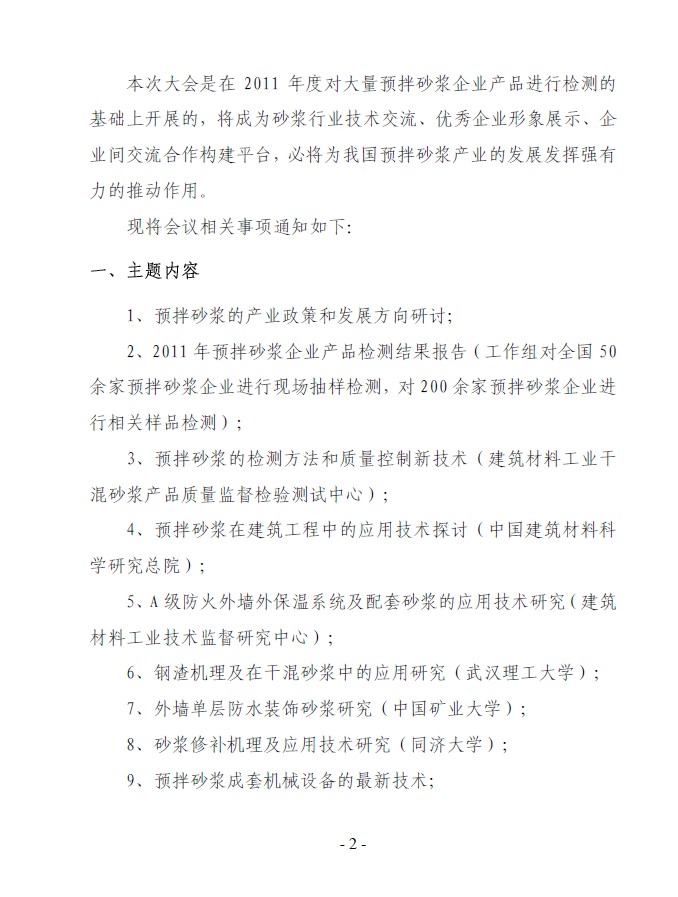 本次大会是在 2011 年度对大量预拌砂浆企业产品进行检测的
基础上开展的，将成为砂浆行业技术交流、优秀企业形象展示、企
业间交流合作构建平台，必将为我国预拌砂浆产业的发展发挥强有
力的推动作用。
现将会议相关事项通知如下：
一、主题内容
1、预拌砂浆的产业政策和发展方向研讨；
2、2011 年预拌砂浆企业产品检测结果报告（工作组对全国 50
余家预拌砂浆企业进行现场抽样检测，对 200 余家预拌砂浆企业进
行相关样品检测）；
3、预拌砂浆的检测方法和质量控制新技术（建筑材料工业干
混砂浆产品质量监督检验测试中心）；
4、预拌砂浆在建筑工程中的应用技术探讨（中国建筑材料科
学研究总院）；
5、A 级防火外墙外保温系统及配套砂浆的应用技术研究（建筑
材料工业技术监督研究中心）；
6、钢渣机理及在干混砂浆中的应用研究（武汉理工大学）；
7、外墙单层防水装饰砂浆研究（中国矿业大学）；
8、砂浆修补机理及应用技术研究（同济大学）；
9、预拌砂浆成套机械设备的最新技术；
- 2 -